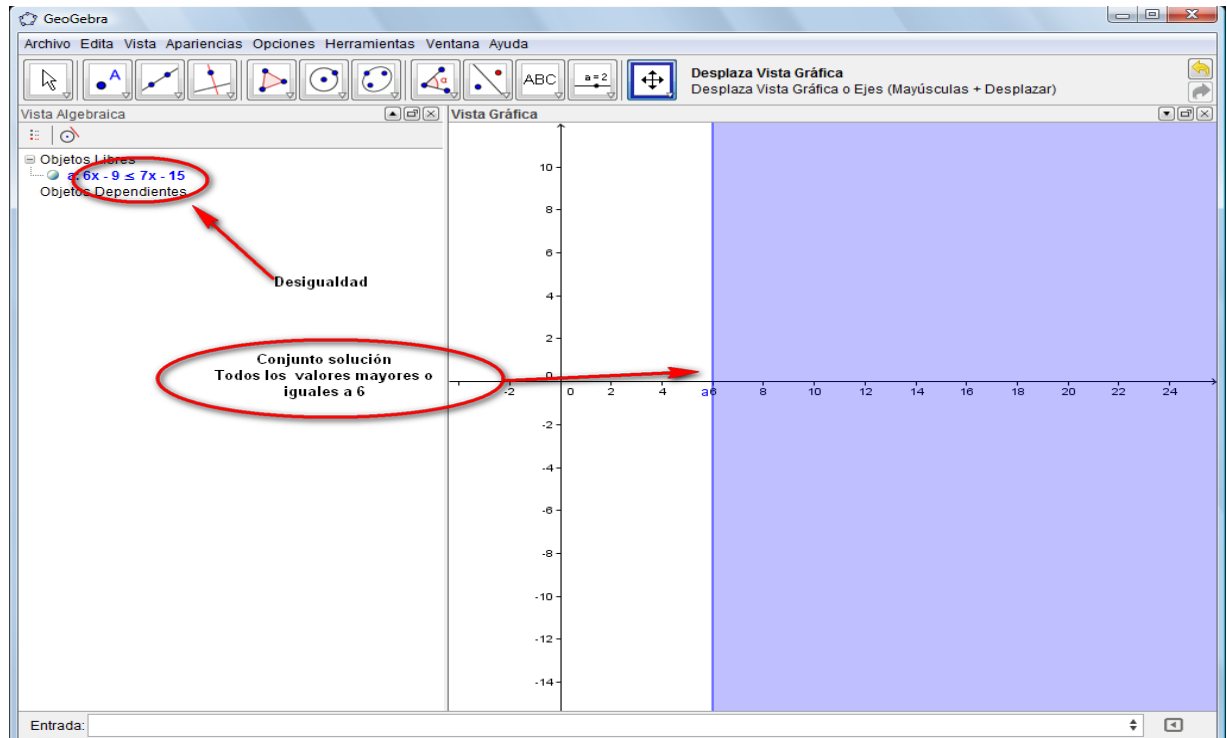 GeoGebra
Archivo Edita Vista Apariencias Opciones Herramientas Ventana Ayuda
A
α
ABC
a = 2
Desplaza Vista Gráfica
Desplaza Vista Gráfica o Ejes (Mayúsculas + Desplazar)
Vista Algebraica
Vista Gráfica
Objetos Libres
a: 6x - 9 ≤ 7x - 15
Objetos Dependientes
Desigualdad
Conjunto solución
Todos los valores mayores o
iguales a 6
10
8
6
4
2
0
-2 0 2 4 a 6 8 10 12 14 16 18 20 22 24
-2
-4
-6
-8
-10
-12
-14
Entrada: